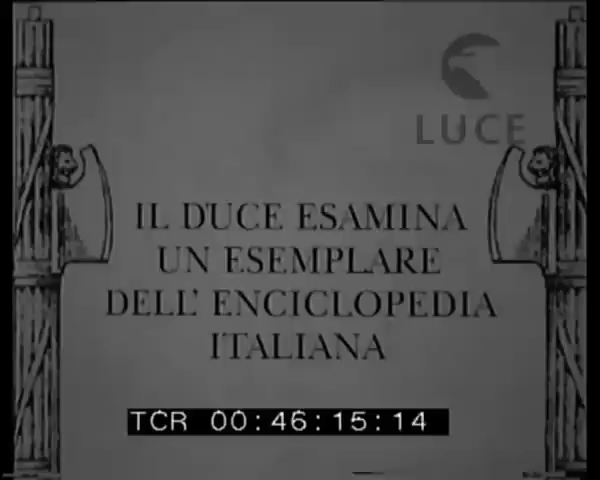 LUCE
IL DUCE ESAMINA
UN ESEMPLARE
DELL' ENCICLOPEDIA
ITALIANA
TCR 00:46:15:14